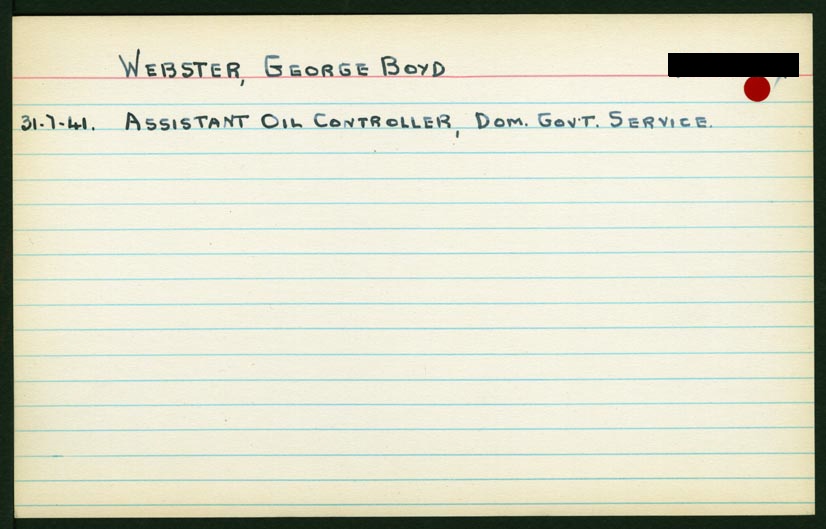 WEBSTER, GEORGE BOYD
31-7-41. ASSISTANT OIL CONTROLLER, DOM. GOV'T. SERVICE.